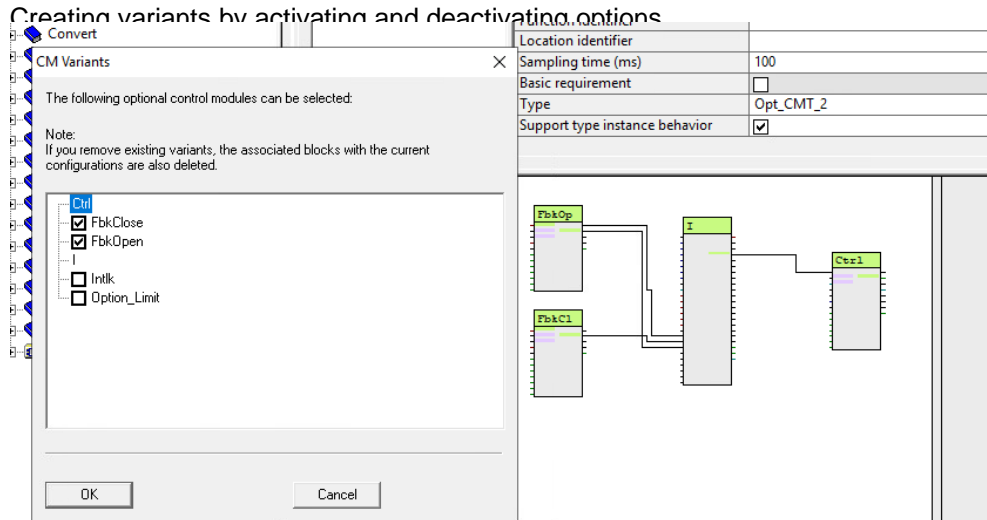 Creating variants by activating and deactivating options
Convert
Function identifier
Location identifier
CM Variants
Sampling time (ms) 100
Basic requirement
The following optional control modules can be selected:
Type Opt_CMT_2
Support type instance behavior
Note:
If you remove existing variants, the associated blocks with the current
configurations are also deleted.
Ctrl
FbkClose
FbkOpen
I
Intlk
Option_Limit
FbkOp
I
Ctrl
FbkCl
OK Cancel